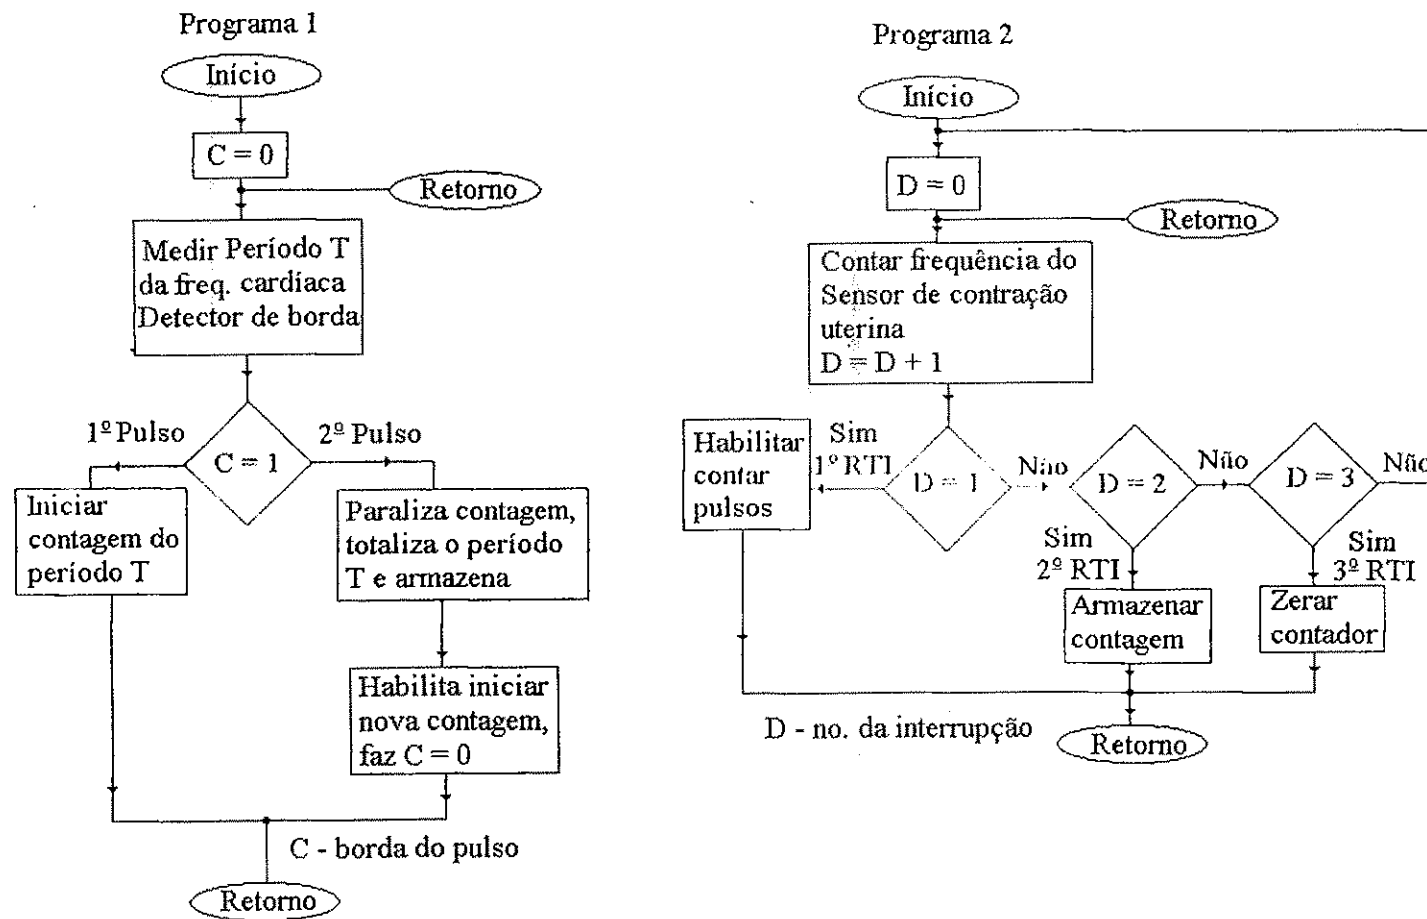 Programa 1
Início
C = 0
Retorno
Medir Período T
da freq. cardíaca
Detector de borda
1º Pulso
C = 1
2º Pulso
Iniciar
contagem do
período T
Paraliza contagem,
totaliza o período
T e armazena
Habilita iniciar
nova contagem,
faz C = 0
C - borda do pulso
Retorno
Programa 2
Início
D = 0
Retorno
Contar frequência do
Sensor de contração
uterina
D = D + 1
Habilitar
contar
pulsos
Sim
1º RTI
D = 1
Não
D = 2
Não
D = 3
Não
Sim
2º RTI
Sim
3º RTI
Armazenar
contagem
Zerar
contador
D - no. da interrupção
Retorno